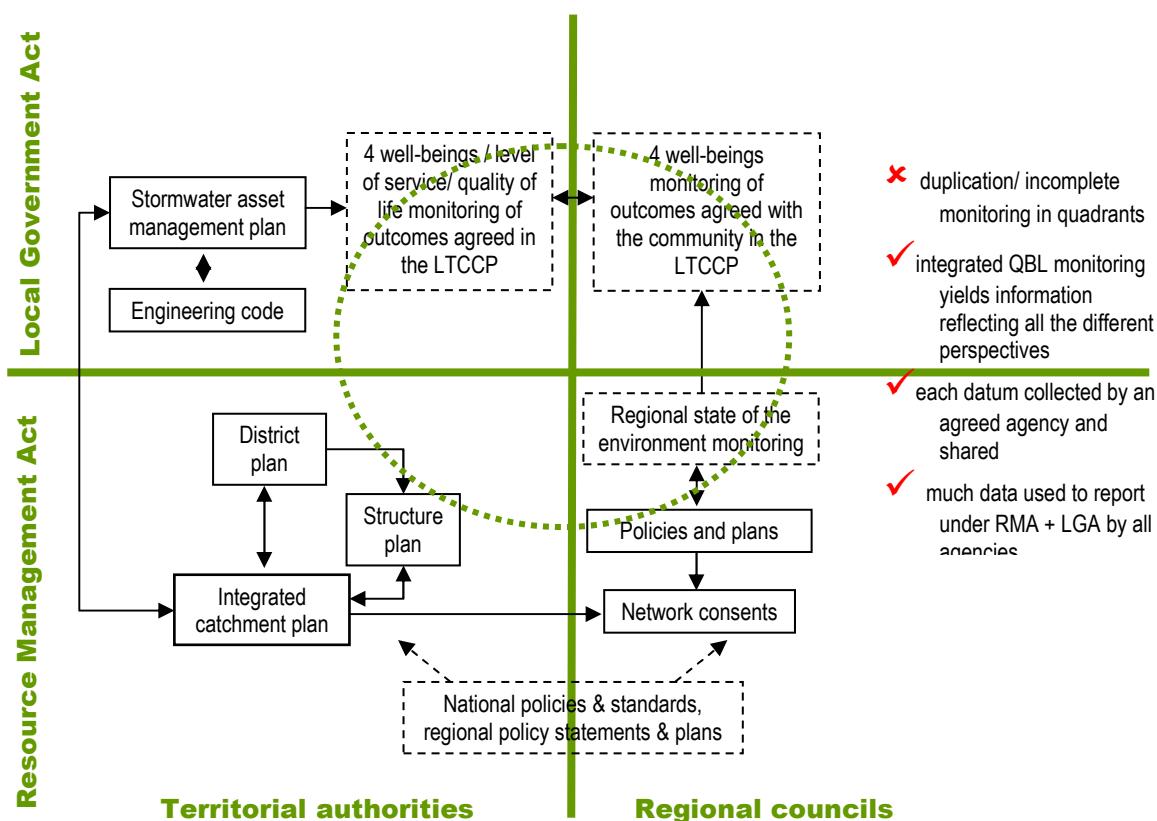 Local Government Act
Resource Management Act
Stormwater asset
management plan
Engineering code
4 well-beings / level
of service/ quality of
life monitoring of
outcomes agreed in
the LTCCP
4 well-beings
monitoring of
outcomes agreed with
the community in the
LTCCP
District
plan
Structure
plan
Integrated
catchment plan
Regional state of the
environment monitoring
Policies and plans
Network consents
National policies & standards,
regional policy statements & plans
Territorial authorities
Regional councils
✘ duplication/ incomplete
monitoring in quadrants
✓ integrated QBL monitoring
yields information
reflecting all the different
perspectives
✓ each datum collected by an
agreed agency and
shared
✓ much data used to report
under RMA + LGA by all
agencies